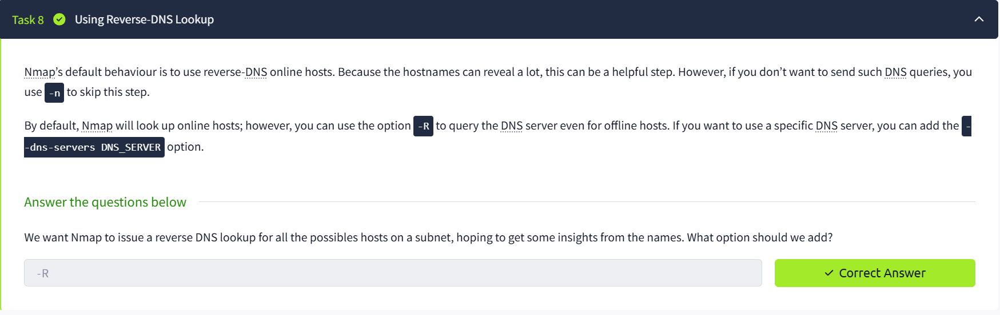 Task 8 Using Reverse-DNS Lookup
Nmap’s default behaviour is to use reverse-DNS online hosts. Because the hostnames can reveal a lot, this can be a helpful step. However, if you don’t want to send such DNS queries, you
use -n to skip this step.
By default, Nmap will look up online hosts; however, you can use the option -R to query the DNS server even for offline hosts. If you want to use a specific DNS server, you can add the -
-dns-servers DNS_SERVER option.
Answer the questions below
We want Nmap to issue a reverse DNS lookup for all the possibles hosts on a subnet, hoping to get some insights from the names. What option should we add?
-R
Correct Answer